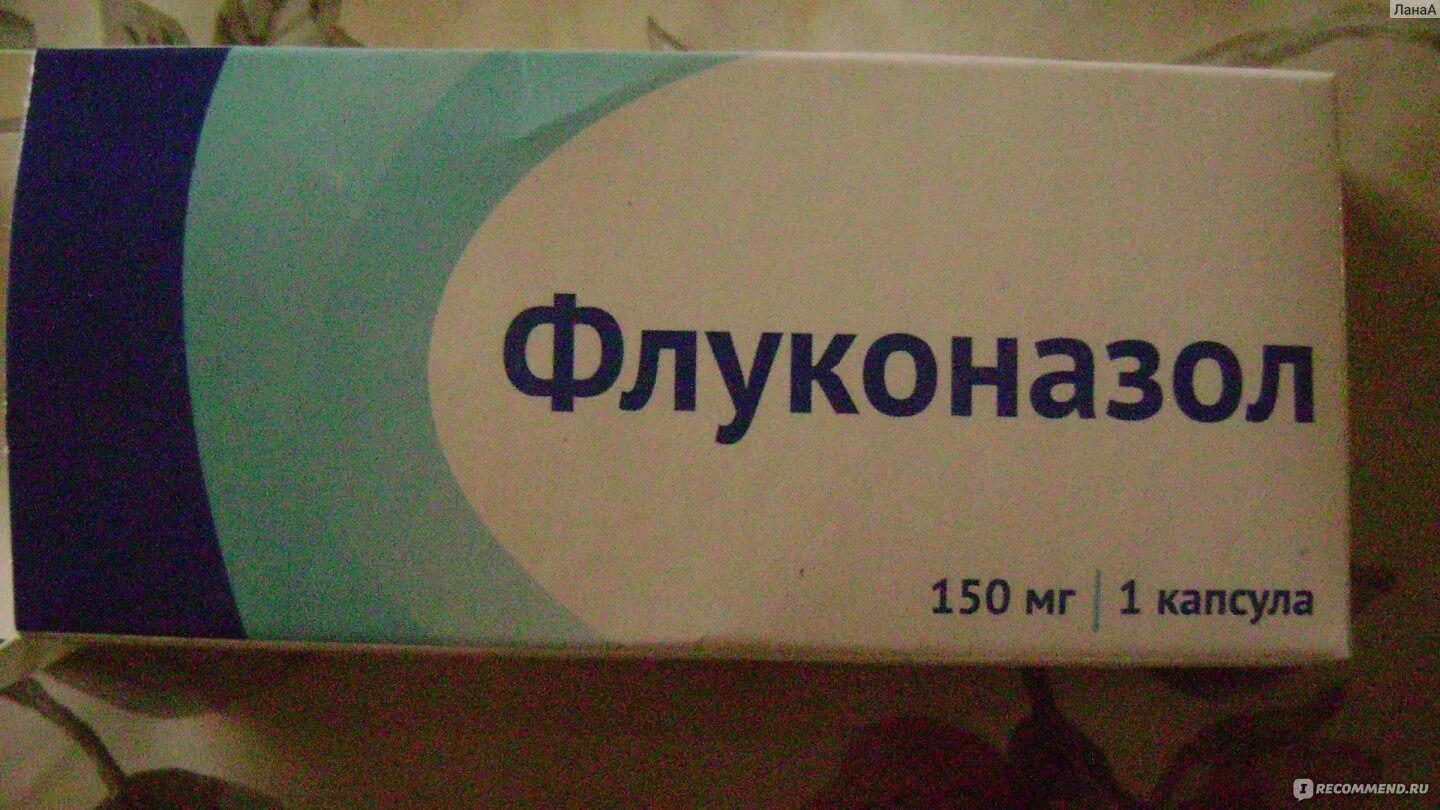 ЛанаА
Флуконазол
150 мг | 1 капсула
IRECOMMEND.RU